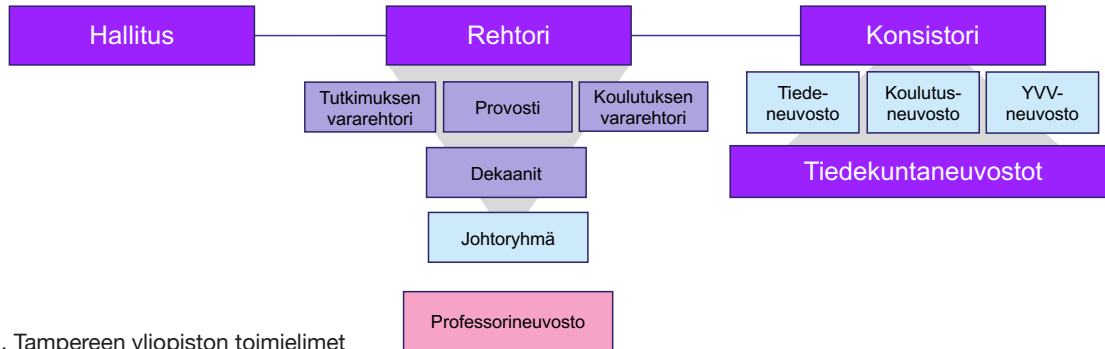 Hallitus
Rehtori
Konsistori
Tutkimuksen
vararehtori
Provosti
Koulutuksen
vararehtori
Tiede-
neuvosto
Koulutus-
neuvosto
YVV-
neuvosto
Dekaanit
Tiedekuntaneuvostot
Johtoryhmä
Professorineuvosto
. Tampereen yliopiston toimielimet